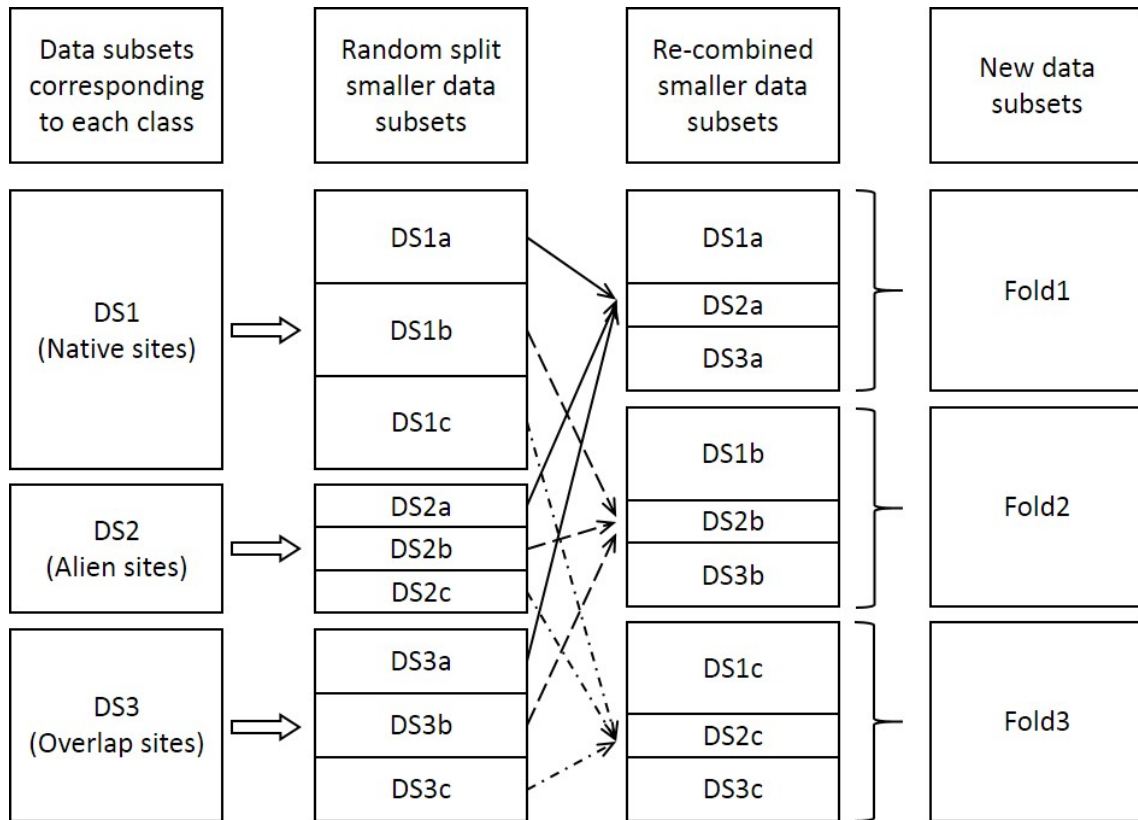 Data subsets
corresponding
to each class
Random split
smaller data
subsets
Re-combined
smaller data
subsets
New data
subsets
DS1
(Native sites)
DS1a
DS1b
DS1c
DS1a
DS2a
DS3a
Fold1
DS2
(Alien sites)
DS2a
DS2b
DS2c
DS1b
DS2b
DS3b
Fold2
DS3
(Overlap sites)
DS3a
DS3b
DS3c
DS1c
DS2c
DS3c
Fold3